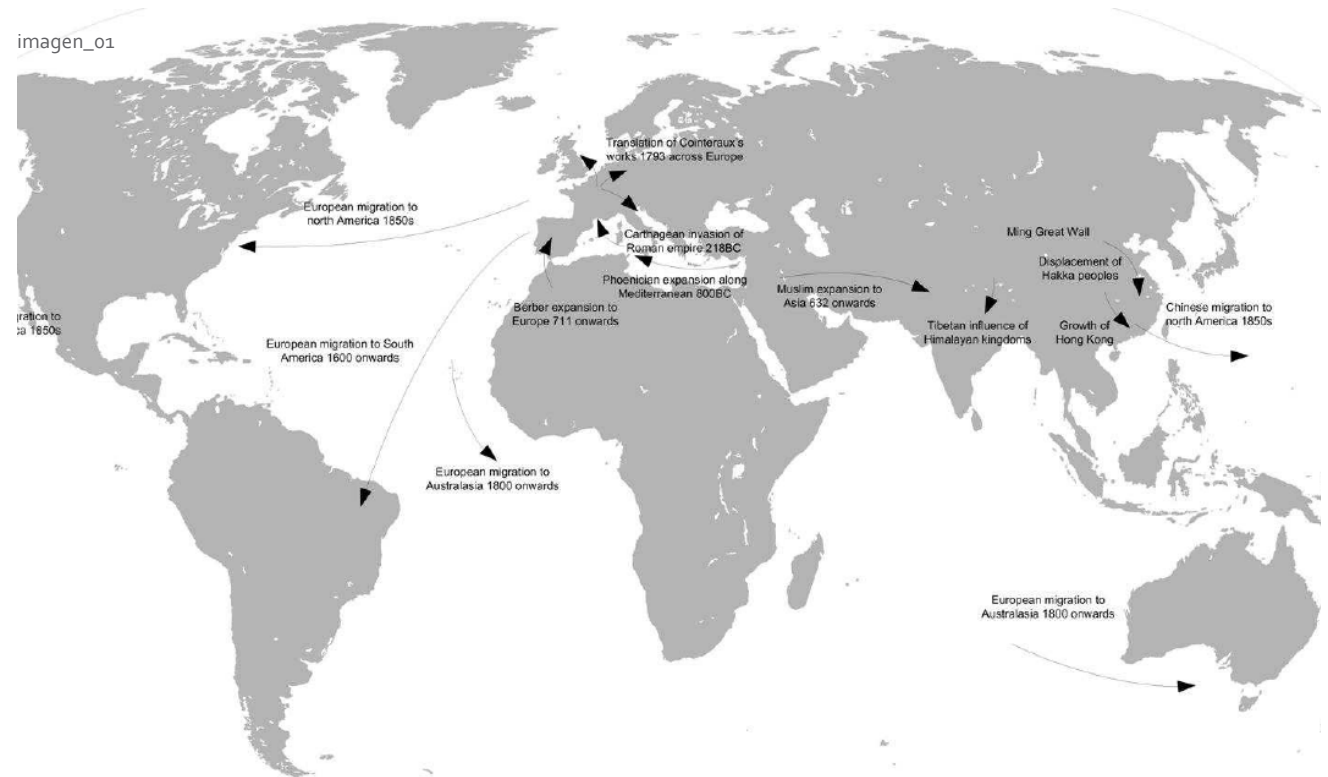 imagen_01
Translation of Cointeraux's
works 1793 across Europe
European migration to
north America 1850s
Carthagean invasion of
Roman empire 218BC
Ming Great Wall
Displacement of
Hakka peoples
Phoenician expansion along
Mediterranean 800BC
Muslim expansion to
Asia 632 onwards
Berber expansion to
Europe 711 onwards
Chinese migration to
north America 1850s
gration to
ca 1850s
Tibetan influence of
Himalayan kingdoms
Growth of
Hong Kong
European migration to South
America 1600 onwards
European migration to
Australasia 1800 onwards
European migration to
Australasia 1800 onwards